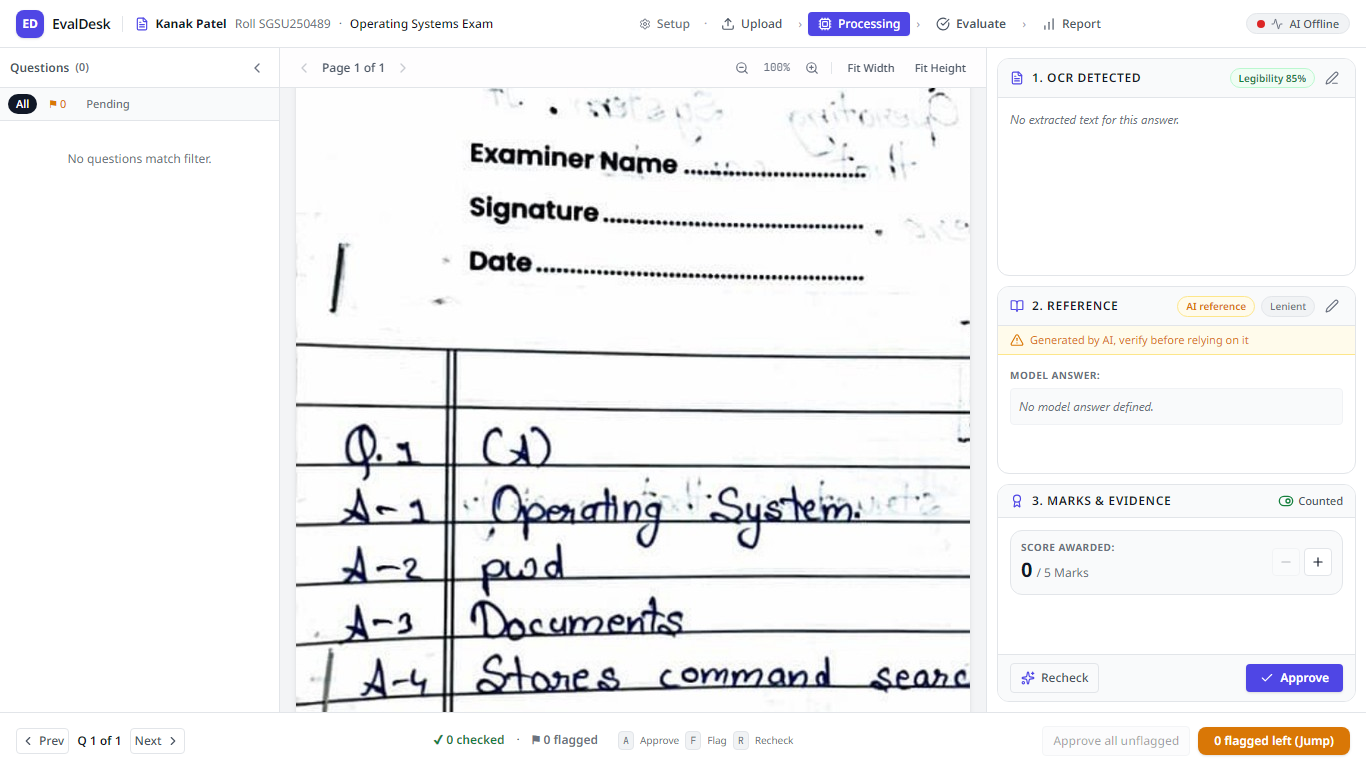 ED EvalDesk Kanak Patel Roll SGSU250489 · Operating Systems Exam Setup · Upload › Processing › Evaluate › Report AI Offline
Questions (0) Page 1 of 1 100% Fit Width Fit Height
All 0 Pending
No questions match filter.
Examiner Name
Signature
Date
Q.1 (A)
A-1 Operating System.
A-2 pwd
A-3 Documents
A-4 Stores command searc
1. OCR DETECTED Legibility 85%
No extracted text for this answer.
2. REFERENCE AI reference Lenient
Generated by AI, verify before relying on it
MODEL ANSWER:
No model answer defined.
3. MARKS & EVIDENCE Counted
SCORE AWARDED:
0 / 5 Marks
Recheck Approve
Prev Q 1 of 1 Next ✓ 0 checked · 0 flagged A Approve F Flag R Recheck Approve all unflagged 0 flagged left (Jump)